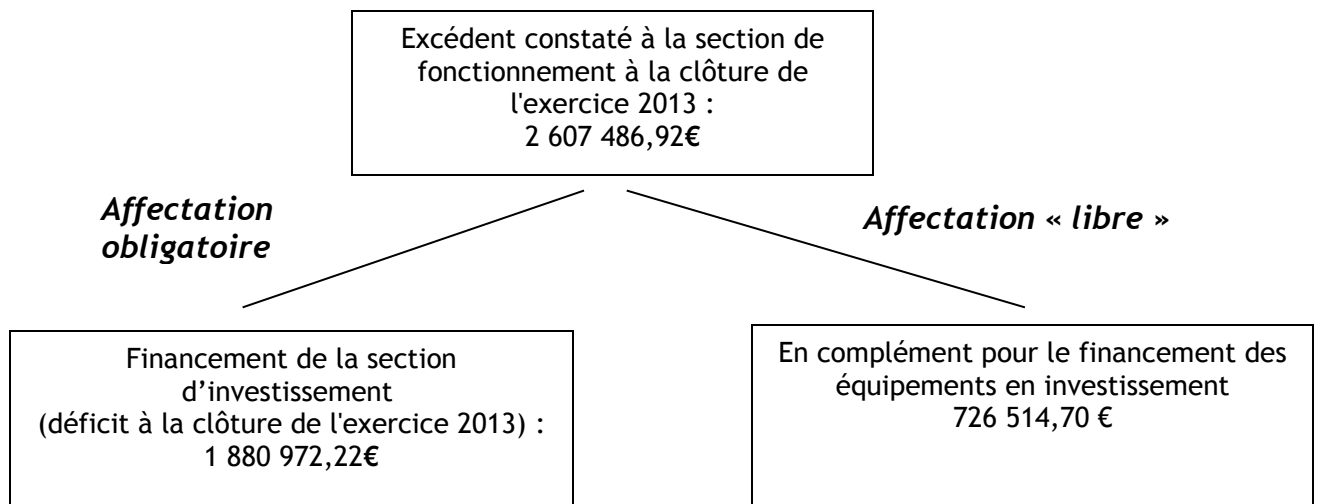 Excédent constaté à la section de
fonctionnement à la clôture de
l'exercice 2013 :
2 607 486,92€
Affectation
obligatoire
Affectation « libre »
Financement de la section
d’investissement
(déficit à la clôture de l'exercice 2013) :
1 880 972,22€
En complément pour le financement des
équipements en investissement
726 514,70 €